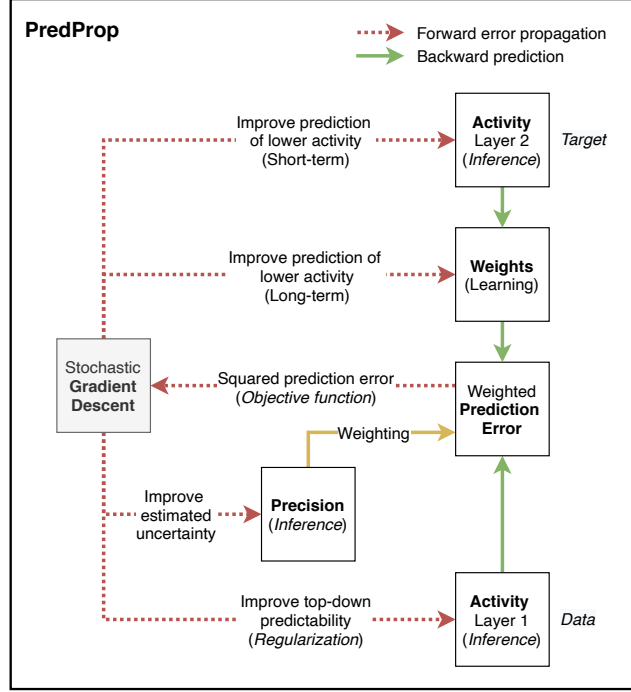 PredProp
Forward error propagation
Backward prediction
Improve prediction
of lower activity
(Short-term)
Activity
Layer 2
(Inference)
Target
Improve prediction of
lower activity
(Long-term)
Weights
(Learning)
Stochastic
Gradient
Descent
Squared prediction error
(Objective function)
Weighted
Prediction
Error
Weighting
Improve
estimated
uncertainty
Precision
(Inference)
Improve top-down
predictability
(Regularization)
Activity
Layer 1
(Inference)
Data